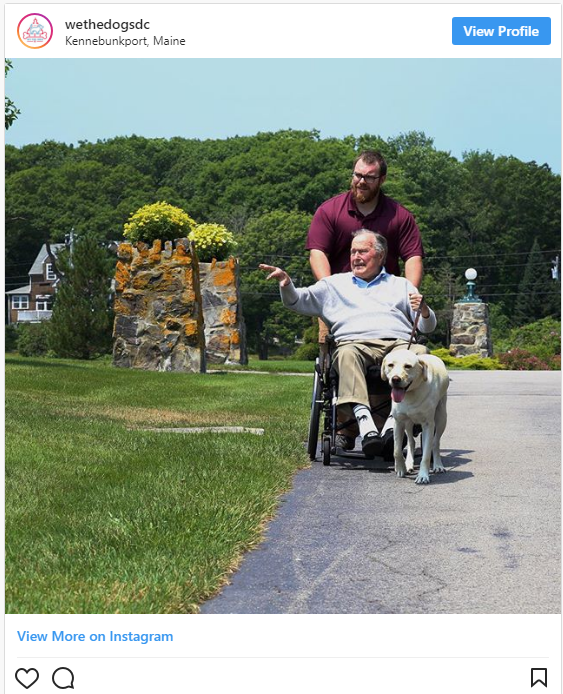 wethedogsdc
Kennebunkport, Maine
View Profile
View More on Instagram